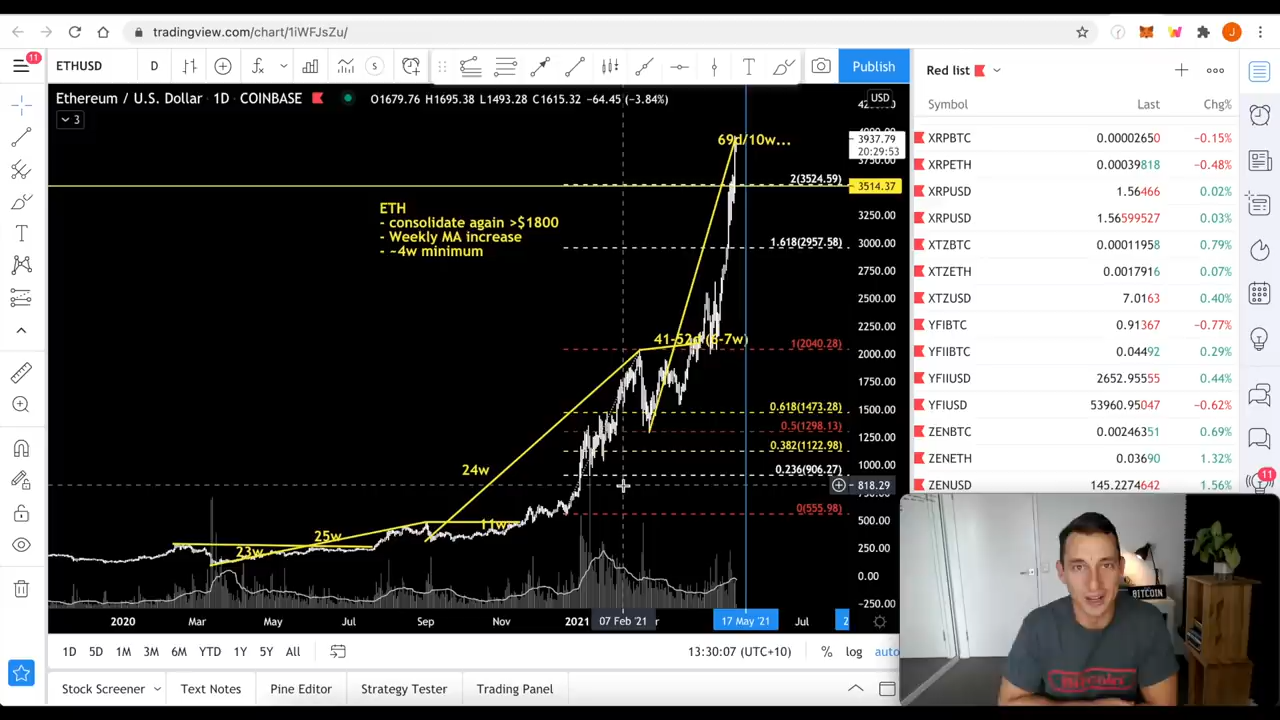 tradingview.com/chart/1iWFJsZu/
J
11
ETHUSD
D
S
T
Publish
Red list
Ethereum / U.S. Dollar 1D COINBASE
O1679.76 H1695.38 L1493.28 C1615.32 −64.45 (−3.84%)
3
USD
Symbol Last Chg%
XRPBTC 0.00002650 −0.15%
XRPETH 0.00039818 −0.48%
XRPUSD 1.56466 0.02%
XRPUSD 1.56599527 0.03%
XTZBTC 0.00011958 0.79%
XTZETH 0.0017916 0.07%
XTZUSD 7.0163 0.40%
YFIBTC 0.91367 −0.77%
YFIIBTC 0.04492 0.29%
YFIIUSD 2652.95555 0.44%
YFIUSD 53960.95047 −0.62%
ZENBTC 0.00246351 0.69%
ZENETH 0.03690 1.32%
ZENUSD 145.2274642 1.56%
11
69d/10w...
3937.79
20:29:53
2(3524.59)
3514.37
ETH
- consolidate again >$1800
- Weekly MA increase
- ~4w minimum
3250.00
1.618(2957.58)
3000.00
2750.00
2500.00
2250.00
1(2040.28)
2000.00
1750.00
0.618(1473.28)
1500.00
0.5(1298.13)
1250.00
0.382(1122.98)
1000.00
24w
0.236(906.27)
818.29
0(555.98)
500.00
11w
25w
23w
250.00
0.00
−250.00
2020 Mar May Jul Sep Nov 2021 07 Feb '21 17 May '21 Jul 2
1D 5D 1M 3M 6M YTD 1Y 5Y All
13:30:07 (UTC+10) % log auto
Stock Screener Text Notes Pine Editor Strategy Tester Trading Panel
BITCOIN
Bitcoin